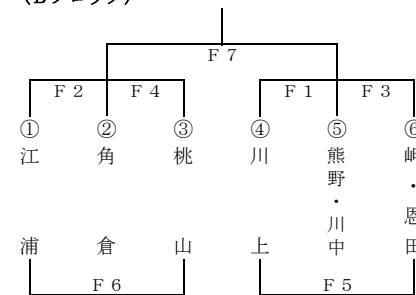 （Bブロック）
F７
F２ F４ F１ F３
① ② ③ ④ ⑤ ⑥
江浦
角倉
桃山
川上
熊野・川中
岬・恩田
F６ F５